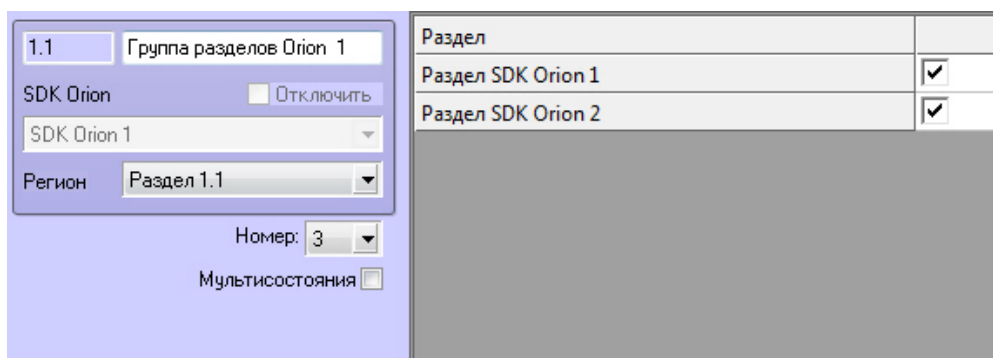 1.1 Группа разделов Orion 1
SDK Orion Отключить
SDK Orion 1
Регион Раздел 1.1
Номер: 3
Мультисостояния
Раздел
Раздел SDK Orion 1
Раздел SDK Orion 2